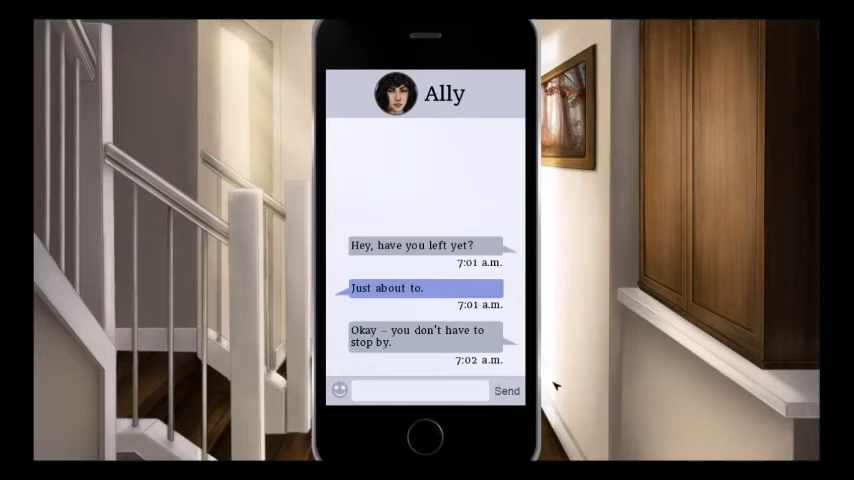 Ally
Hey, have you left yet?
7:01 a.m.
Just about to.
7:01 a.m.
Okay – you don't have to
stop by.
7:02 a.m.
Send